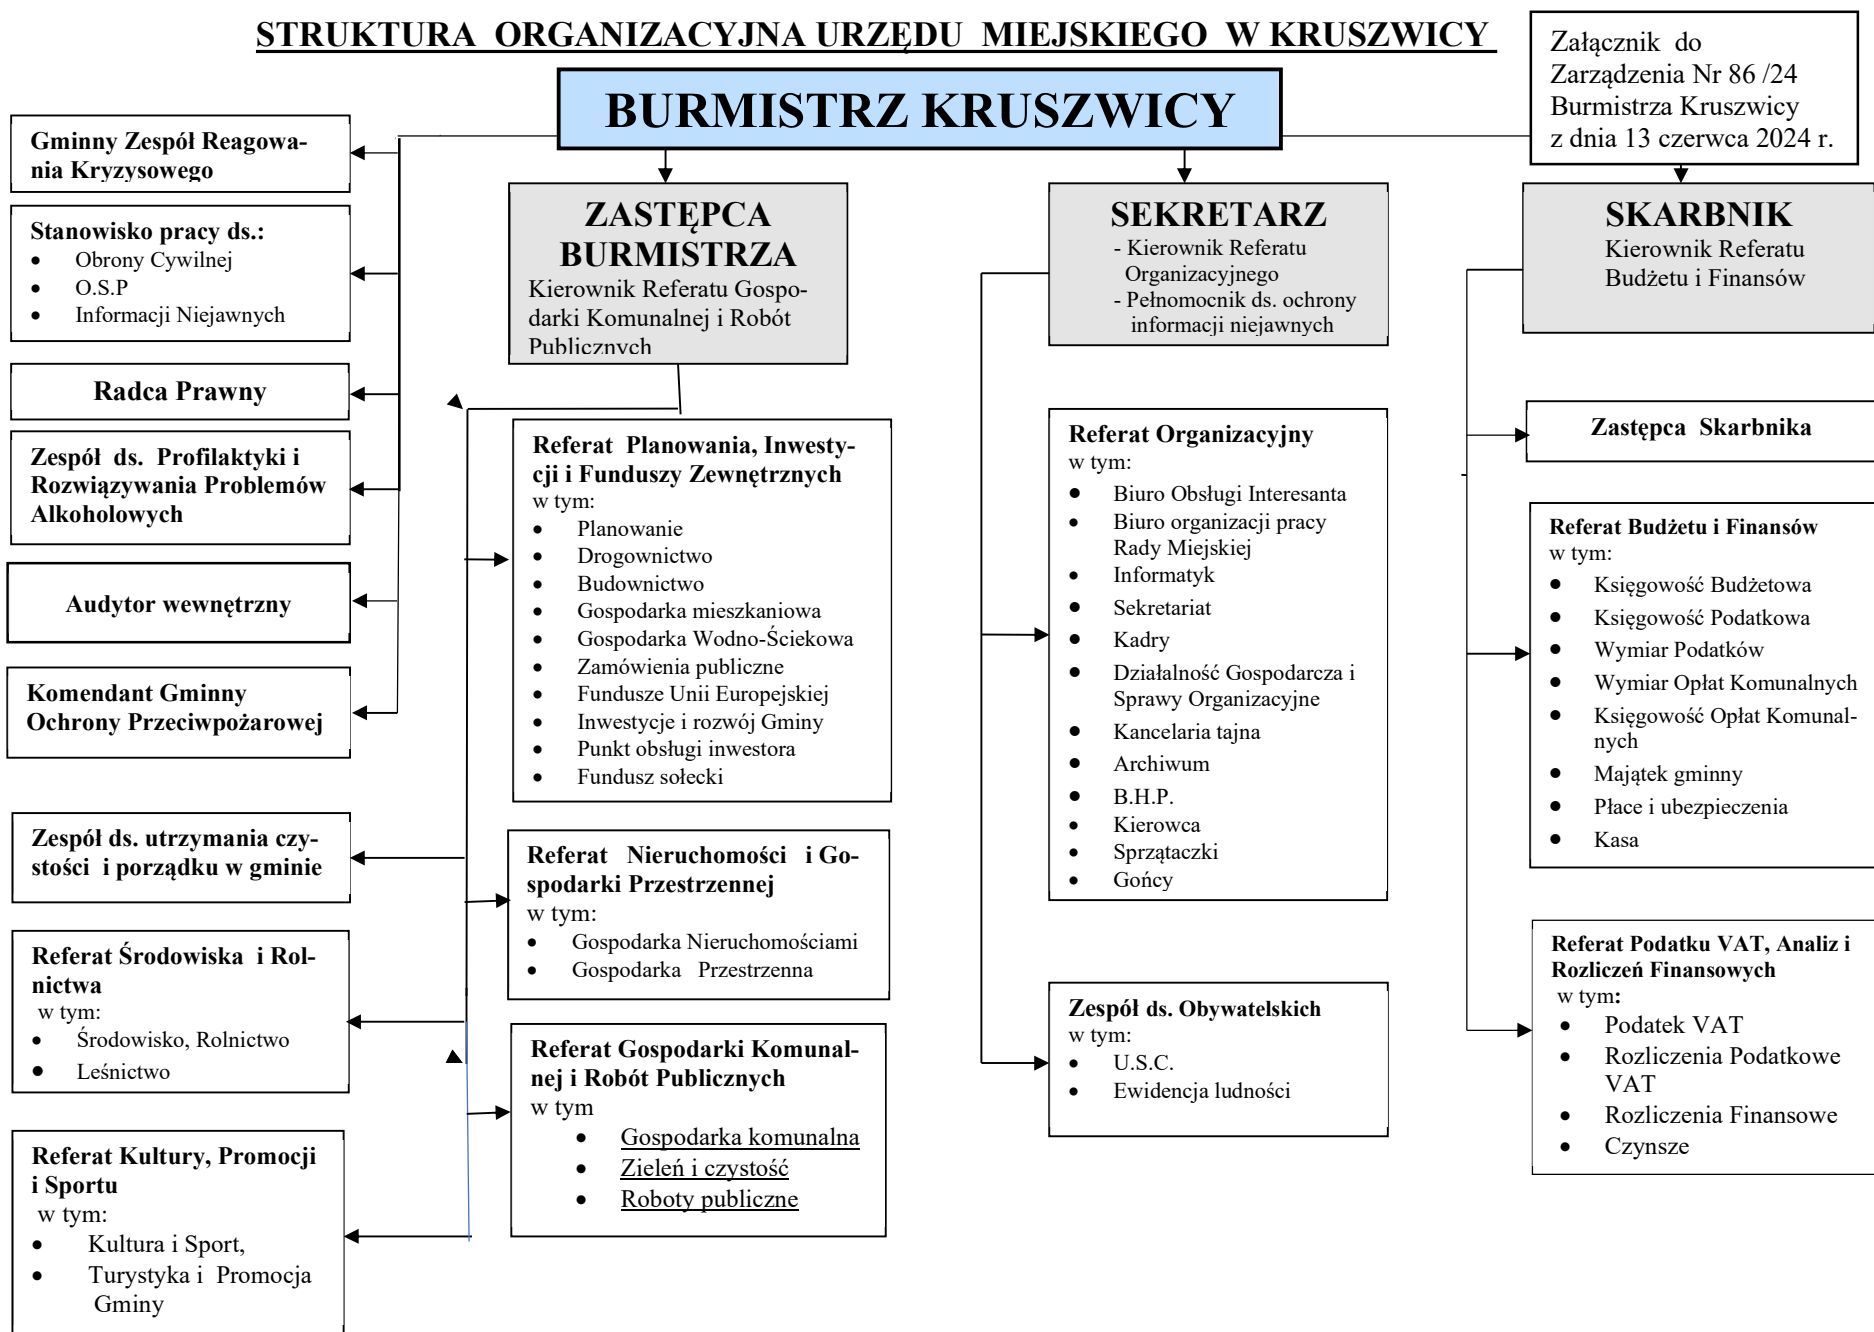 STRUKTURA ORGANIZACYJNA URZĘDU MIEJSKIEGO W KRUSZWICY
Załącznik do
Zarządzenia Nr 86 /24
Burmistrza Kruszwicy
z dnia 13 czerwca 2024 r.
BURMISTRZ KRUSZWICY
Gminny Zespół Reagowa-
nia Kryzysowego
Stanowisko pracy ds.:
• Obrony Cywilnej
• O.S.P
• Informacji Niejawnych
Radca Prawny
Zespół ds. Profilaktyki i
Rozwiązywania Problemów
Alkoholowych
Audytor wewnętrzny
Komendant Gminny
Ochrony Przeciwpożarowej
Zespół ds. utrzymania czy-
stości i porządku w gminie
Referat Środowiska i Rol-
nictwa
w tym:
• Środowisko, Rolnictwo
• Leśnictwo
Referat Kultury, Promocji
i Sportu
w tym:
• Kultura i Sport,
• Turystyka i Promocja
Gminy
ZASTĘPCA
BURMISTRZA
Kierownik Referatu Gospo-
darki Komunalnej i Robót
Publicznych
Referat Planowania, Inwesty-
cji i Funduszy Zewnętrznych
w tym:
• Planowanie
• Drogownictwo
• Budownictwo
• Gospodarka mieszkaniowa
• Gospodarka Wodno-Ściekowa
• Zamówienia publiczne
• Fundusze Unii Europejskiej
• Inwestycje i rozwój Gminy
• Punkt obsługi inwestora
• Fundusz sołecki
Referat Nieruchomości i Go-
spodarki Przestrzennej
w tym:
• Gospodarka Nieruchomościami
• Gospodarka Przestrzenna
Referat Gospodarki Komunal-
nej i Robót Publicznych
w tym
• Gospodarka komunalna
• Zieleń i czystość
• Roboty publiczne
SEKRETARZ
- Kierownik Referatu
Organizacyjnego
- Pełnomocnik ds. ochrony
informacji niejawnych
Referat Organizacyjny
w tym:
• Biuro Obsługi Interesanta
• Biuro organizacji pracy
Rady Miejskiej
• Informatyk
• Sekretariat
• Kadry
• Działalność Gospodarcza i
Sprawy Organizacyjne
• Kancelaria tajna
• Archiwum
• B.H.P.
• Kierowca
• Sprzątaczki
• Gońcy
Zespół ds. Obywatelskich
w tym:
• U.S.C.
• Ewidencja ludności
SKARBNIK
Kierownik Referatu
Budżetu i Finansów
Zastępca Skarbnika
Referat Budżetu i Finansów
w tym:
• Księgowość Budżetowa
• Księgowość Podatkowa
• Wymiar Podatków
• Wymiar Opłat Komunalnych
• Księgowość Opłat Komunal-
nych
• Majątek gminny
• Płace i ubezpieczenia
• Kasa
Referat Podatku VAT, Analiz i
Rozliczeń Finansowych
w tym:
• Podatek VAT
• Rozliczenia Podatkowe
VAT
• Rozliczenia Finansowe
• Czynsze